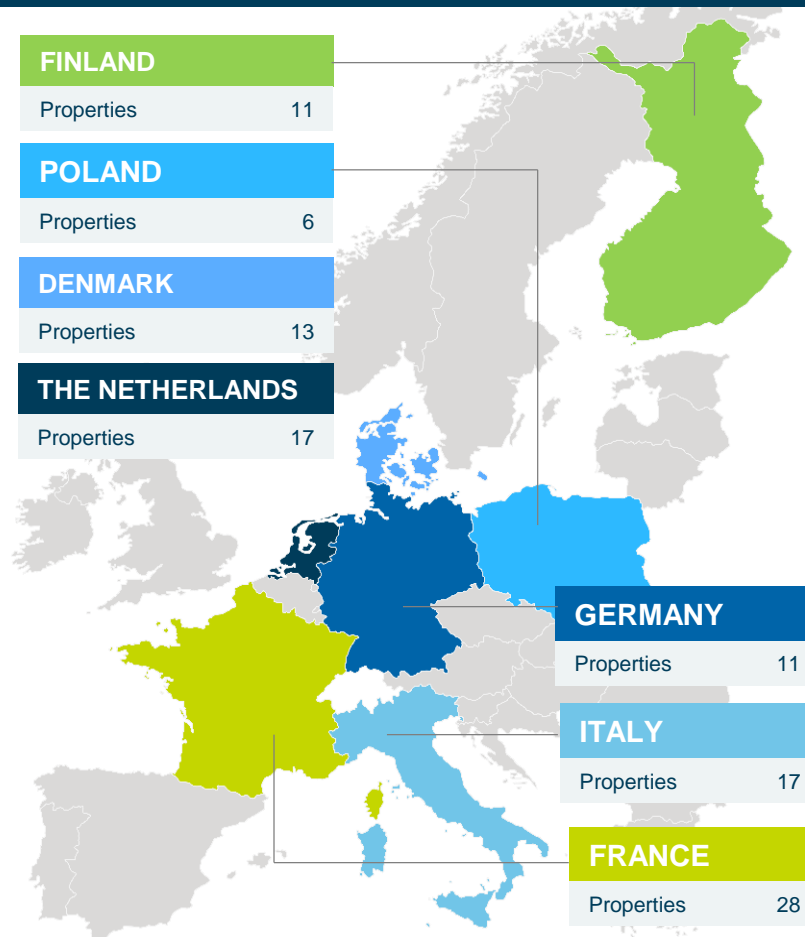 FINLAND
Properties 11
POLAND
Properties 6
DENMARK
Properties 13
THE NETHERLANDS
Properties 17
GERMANY
Properties 11
ITALY
Properties 17
FRANCE
Properties 28